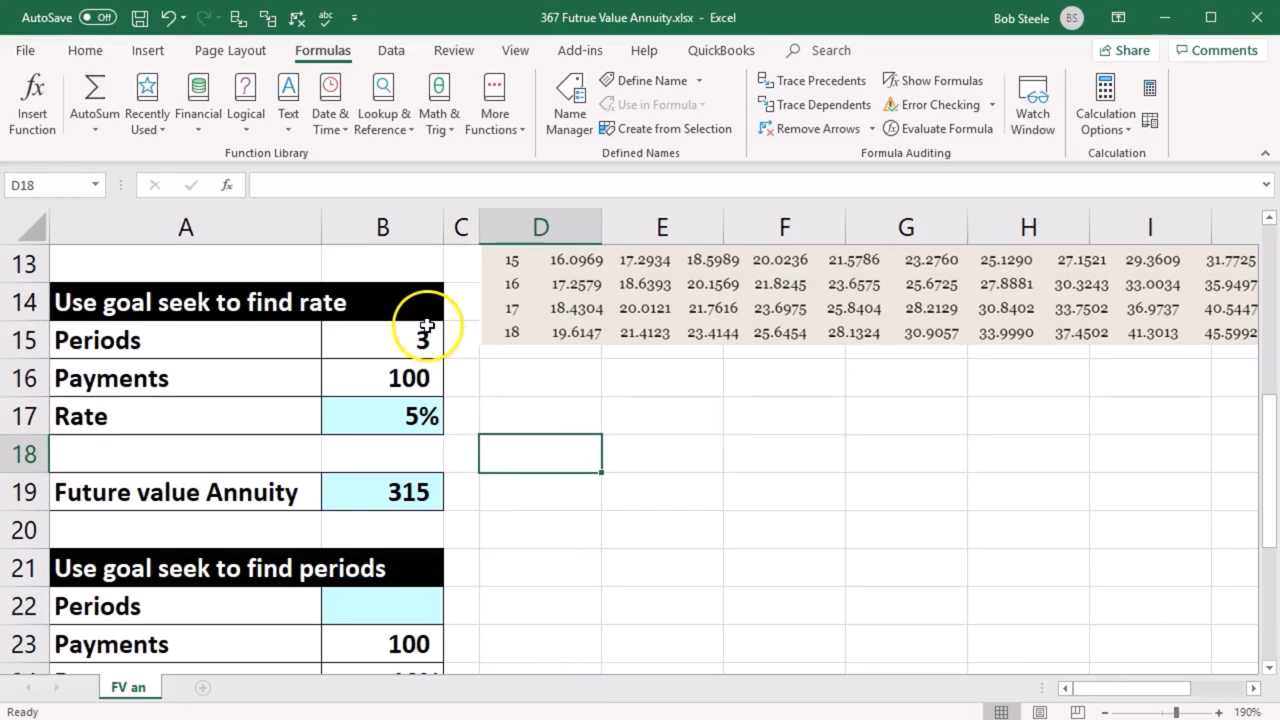 AutoSave Off abc 367 Futrue Value Annuity.xlsx - Excel Bob Steele BS
File Home Insert Page Layout Formulas Data Review View Add-ins Help QuickBooks Search Share Comments
fx Σ ? A θ Define Name Trace Precedents Show Formulas
Insert Function AutoSum Recently Used Financial Logical Text Date & Time Lookup & Reference Math & Trig More Functions Name Manager Use in Formula Trace Dependents Error Checking Watch Window Calculation Options
Create from Selection Remove Arrows Evaluate Formula
Function Library Defined Names Formula Auditing Calculation
D18 fx
A B C D E F G H I
13 15 16.0969 17.2934 18.5989 20.0236 21.5786 23.2760 25.1290 27.1521 29.3609 31.7725
16 17.2579 18.6393 20.1569 21.8245 23.6575 25.6725 27.8881 30.3243 33.0034 35.9497
14 Use goal seek to find rate 17 18.4304 20.0121 21.7616 23.6975 25.8404 28.2129 30.8402 33.7502 36.9737 40.5447
15 Periods 3 18 19.6147 21.4123 23.4144 25.6454 28.1324 30.9057 33.9990 37.4502 41.3013 45.5992
16 Payments 100
17 Rate 5%
18
19 Future value Annuity 315
20
21 Use goal seek to find periods
22 Periods
23 Payments 100
FV an
Ready 190%